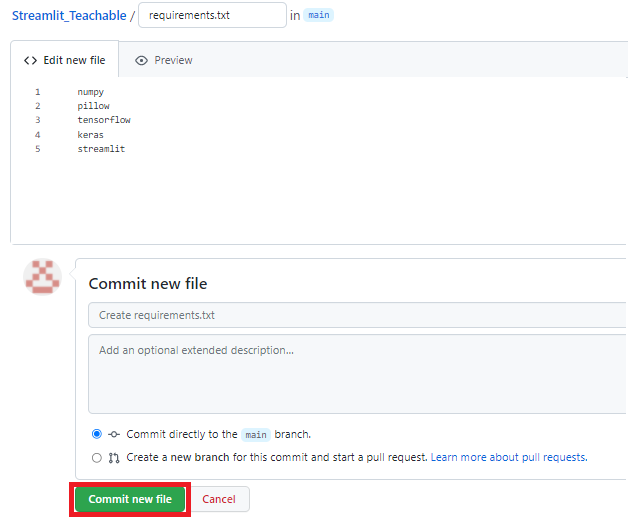 Streamlit_Teachable / requirements.txt in main
Edit new file Preview
1 numpy
2 pillow
3 tensorflow
4 keras
5 streamlit
Commit new file
Create requirements.txt
Add an optional extended description...
Commit directly to the main branch.
Create a new branch for this commit and start a pull request. Learn more about pull requests.
Commit new file Cancel